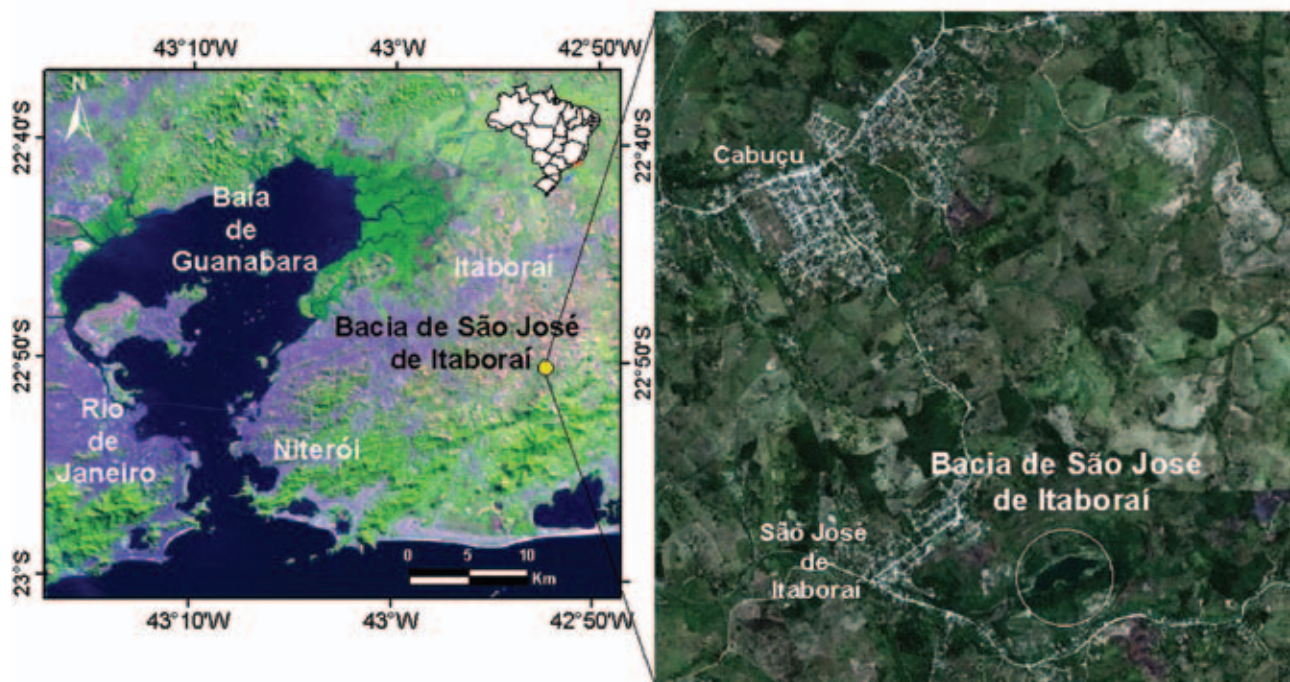 43°10'W
43°W
42°50'W
N
22°40'S
22°40'S
Baía
de
Guanabara
Itaboraí
Bacia de São José
de Itaboraí
22°50'S
22°50'S
Rio
de
Janeiro
Niterói
0
5
10
Km
23°S
43°10'W
43°W
42°50'W
Cabuçu
Bacia de São José
de Itaboraí
São José
de
Itaboraí